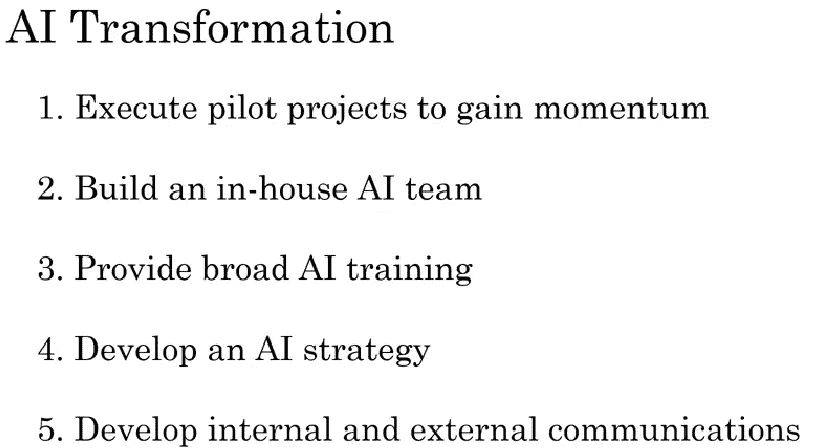 AI Transformation
1. Execute pilot projects to gain momentum
2. Build an in-house AI team
3. Provide broad AI training
4. Develop an AI strategy
5. Develop internal and external communications